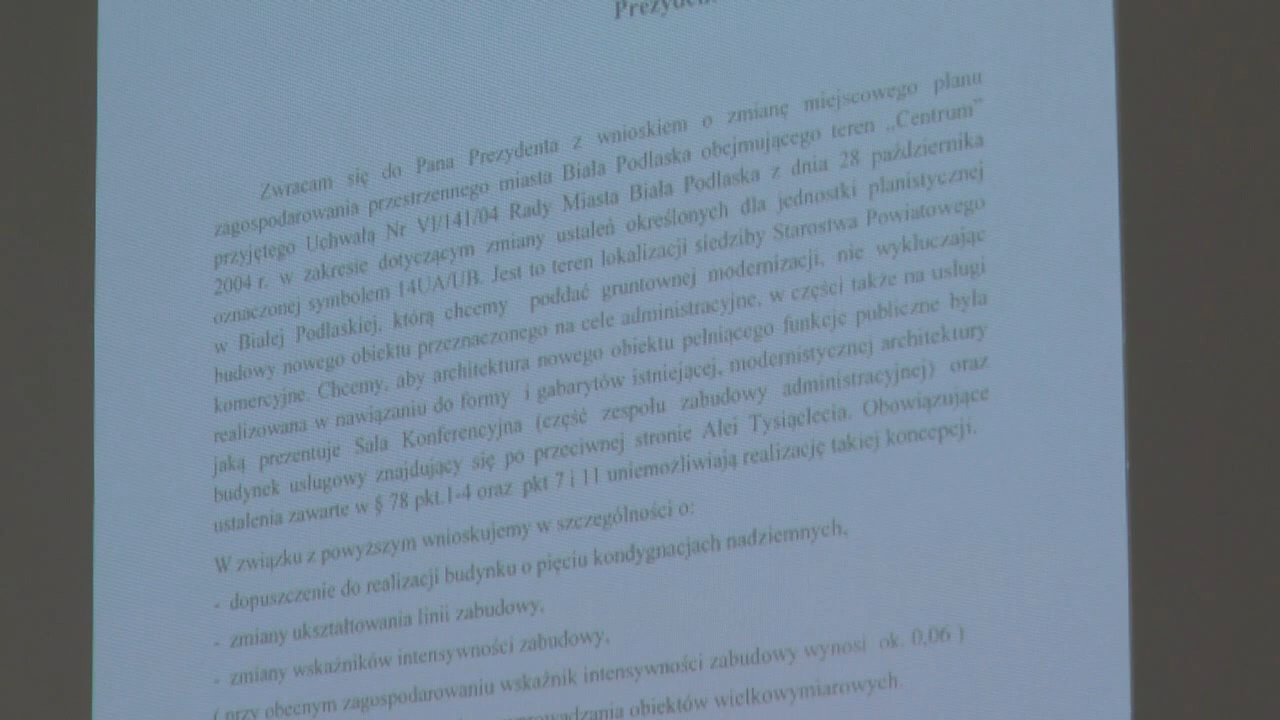 Zwracam się do Pana Prezydenta z wnioskiem o zmianę miejscowego planu
zagospodarowania przestrzennego miasta Biała Podlaska obejmującego teren „Centrum"
przyjętego Uchwałą Nr VI/141/04 Rady Miasta Biała Podlaska z dnia 28 października
2004 r. w zakresie dotyczącym zmiany ustaleń określonych dla jednostki planistycznej
oznaczonej symbolem 14UA/UB. Jest to teren lokalizacji siedziby Starostwa Powiatowego
w Białej Podlaskiej, którą chcemy poddać gruntownej modernizacji, nie wykluczając
budowy nowego obiektu przeznaczonego na cele administracyjne, w części także na usługi
komercyjne. Chcemy, aby architektura nowego obiektu pełniącego funkcje publiczne była
realizowana w nawiązaniu do formy i gabarytów istniejącej, modernistycznej architektury
jaką prezentuje Sala Konferencyjna (część zespołu zabudowy administracyjnej) oraz
budynek usługowy znajdujący się po przeciwnej stronie Alei Tysiąclecia. Obowiązujące
ustalenia zawarte w § 78 pkt.1-4 oraz pkt 7 i 11 uniemożliwiają realizację takiej koncepcji.
W związku z powyższym wnioskujemy w szczególności o:
- dopuszczenie do realizacji budynku o pięciu kondygnacjach nadziemnych,
- zmiany ukształtowania linii zabudowy,
- zmiany wskaźników intensywności zabudowy,
( przy obecnym zagospodarowaniu wskaźnik intensywności zabudowy wynosi ok. 0,06 )
obiektów wielkowymiarowych.